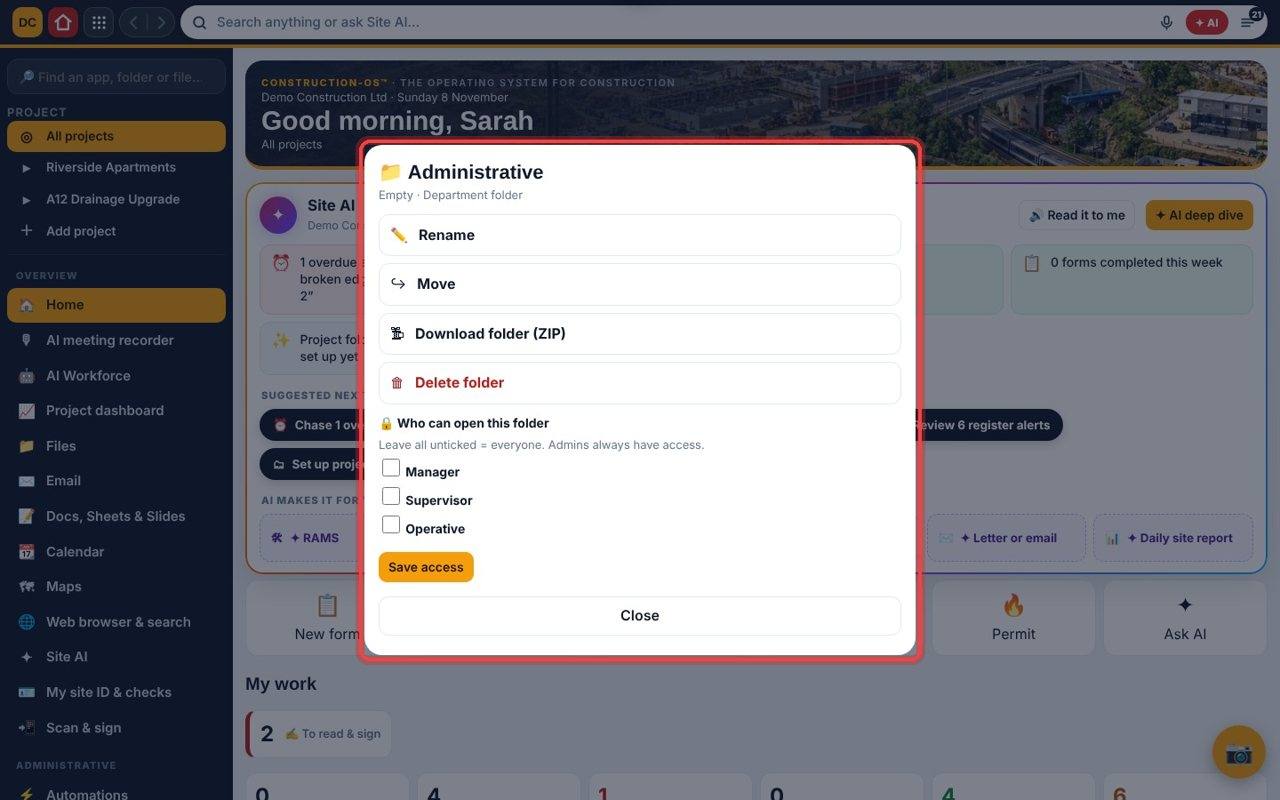 DC
Search anything or ask Site AI...
✦ AI
21
Find an app, folder or file...
PROJECT
All projects
Riverside Apartments
A12 Drainage Upgrade
Add project
OVERVIEW
Home
AI meeting recorder
AI Workforce
Project dashboard
Files
Email
Docs, Sheets & Slides
Calendar
Maps
Web browser & search
Site AI
My site ID & checks
Scan & sign
ADMINISTRATIVE
Automations
CONSTRUCTION-OS™ · THE OPERATING SYSTEM FOR CONSTRUCTION
Demo Construction Ltd · Sunday 8 November
Good morning, Sarah
All projects
Site AI
Read it to me
✦ AI deep dive
1 overdue
broken
2”
0 forms completed this week
Project
set up yet
SUGGESTED
Chase 1
Review 6 register alerts
Set up
AI MAKES IT
✦ RAMS
✦ Letter or email
✦ Daily site report
New form
Permit
Ask AI
Administrative
Empty · Department folder
Rename
Move
Download folder (ZIP)
Delete folder
Who can open this folder
Leave all unticked = everyone. Admins always have access.
Manager
Supervisor
Operative
Save access
Close
My work
2 To read & sign
0 4 1 0 4 6